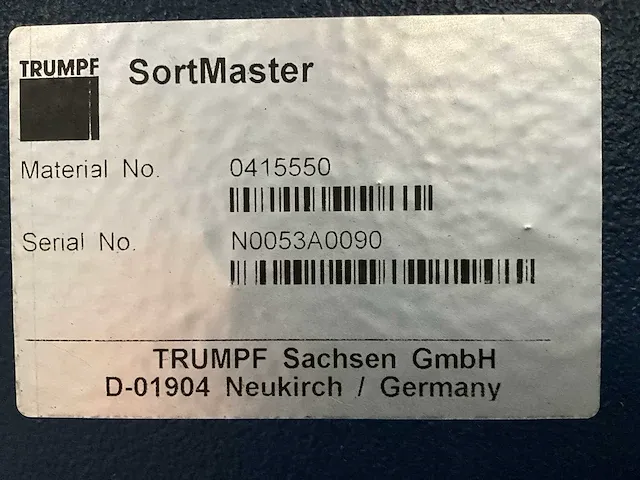 TRUMPF SortMaster
Material No. 0415550
Serial No. N0053A0090
TRUMPF Sachsen GmbH
D-01904 Neukirch / Germany